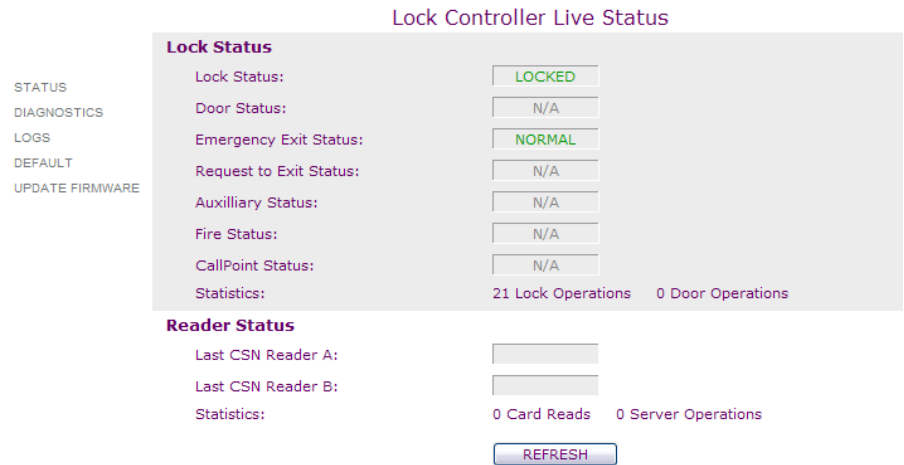 Lock Controller Live Status
STATUS
DIAGNOSTICS
LOGS
DEFAULT
UPDATE FIRMWARE
Lock Status
Lock Status: LOCKED
Door Status: N/A
Emergency Exit Status: NORMAL
Request to Exit Status: N/A
Auxilliary Status: N/A
Fire Status: N/A
CallPoint Status: N/A
Statistics: 21 Lock Operations 0 Door Operations
Reader Status
Last CSN Reader A:
Last CSN Reader B:
Statistics: 0 Card Reads 0 Server Operations
REFRESH